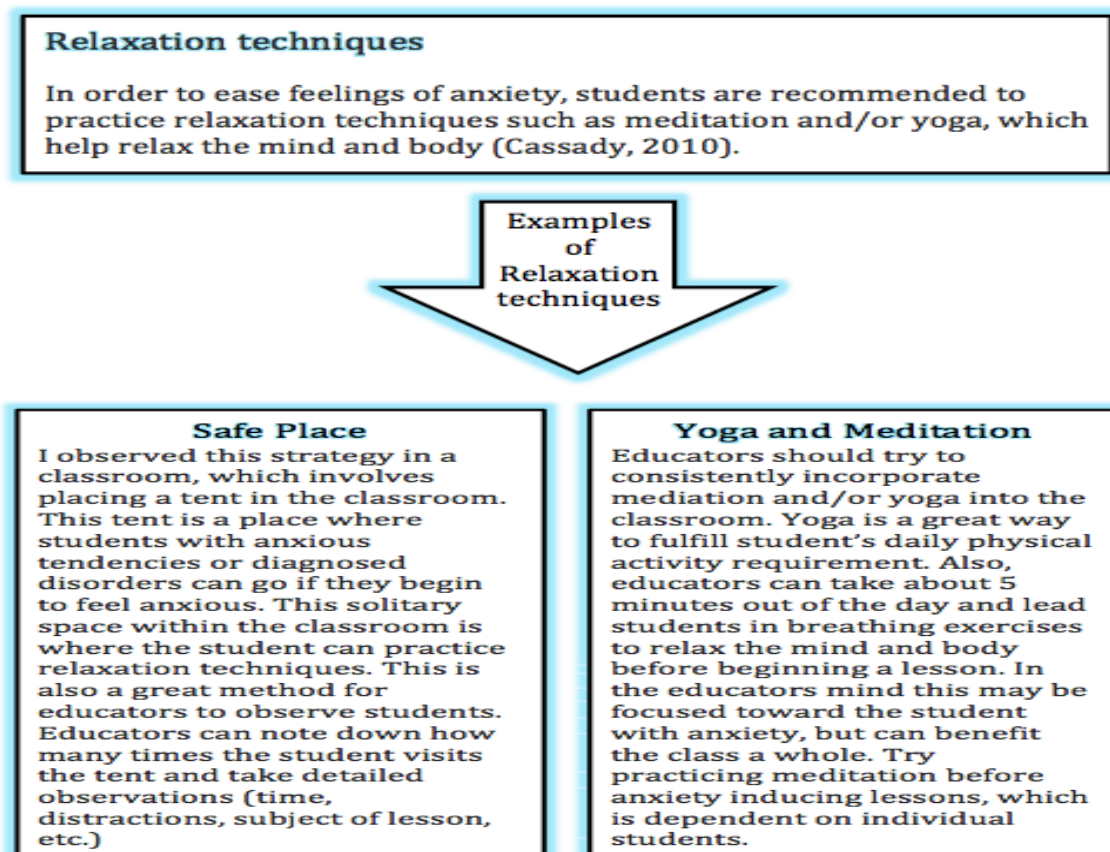 Relaxation techniques
In order to ease feelings of anxiety, students are recommended to
practice relaxation techniques such as meditation and/or yoga, which
help relax the mind and body (Cassady, 2010).
Examples
of
Relaxation
techniques
Safe Place
I observed this strategy in a
classroom, which involves
placing a tent in the classroom.
This tent is a place where
students with anxious
tendencies or diagnosed
disorders can go if they begin
to feel anxious. This solitary
space within the classroom is
where the student can practice
relaxation techniques. This is
also a great method for
educators to observe students.
Educators can note down how
many times the student visits
the tent and take detailed
observations (time,
distractions, subject of lesson,
etc.)
Yoga and Meditation
Educators should try to
consistently incorporate
mediation and/or yoga into the
classroom. Yoga is a great way
to fulfill student’s daily physical
activity requirement. Also,
educators can take about 5
minutes out of the day and lead
students in breathing exercises
to relax the mind and body
before beginning a lesson. In
the educators mind this may be
focused toward the student
with anxiety, but can benefit
the class a whole. Try
practicing meditation before
anxiety inducing lessons, which
is dependent on individual
students.